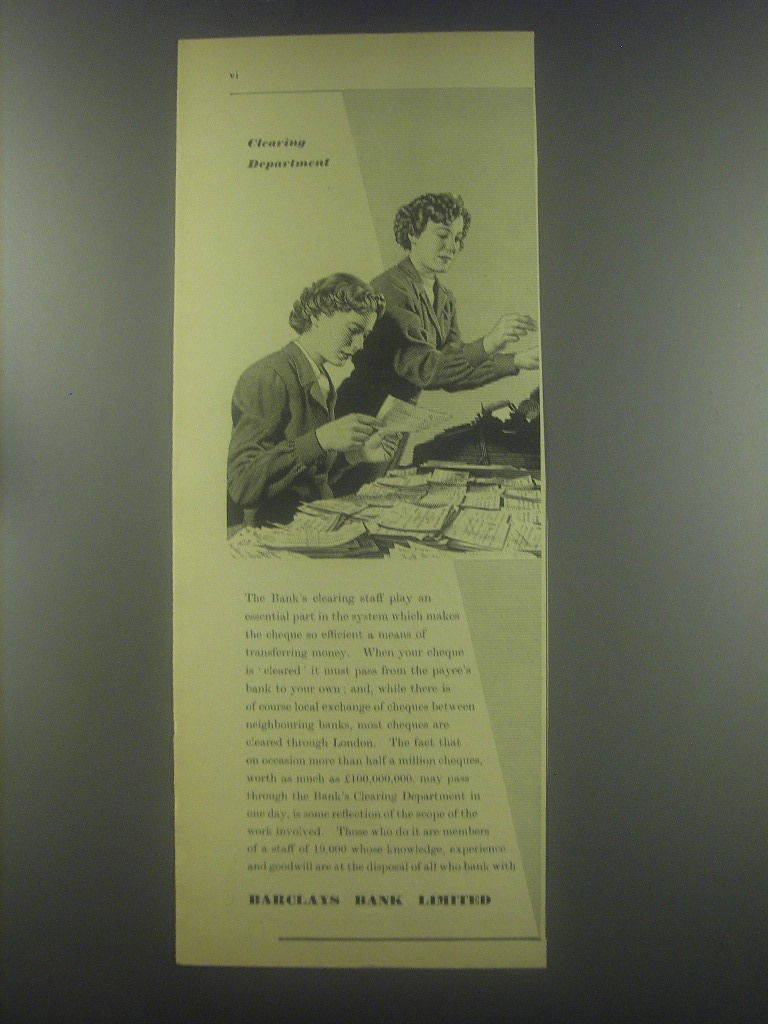 vi
Clearing
Department
The Bank's clearing staff play an
essential part in the system which makes
the cheque so efficient a means of
transferring money. When your cheque
is 'cleared' it must pass from the payee's
bank to your own; and, while there is
of course local exchange of cheques between
neighbouring banks, most cheques are
cleared through London. The fact that
on occasion more than half a million cheques,
worth as much as £100,000,000, may pass
through the Bank's Clearing Department in
one day, is some reflection of the scope of the
work involved. Those who do it are members
of a staff of 19,000 whose knowledge, experience
and goodwill are at the disposal of all who bank with
BARCLAYS BANK LIMITED